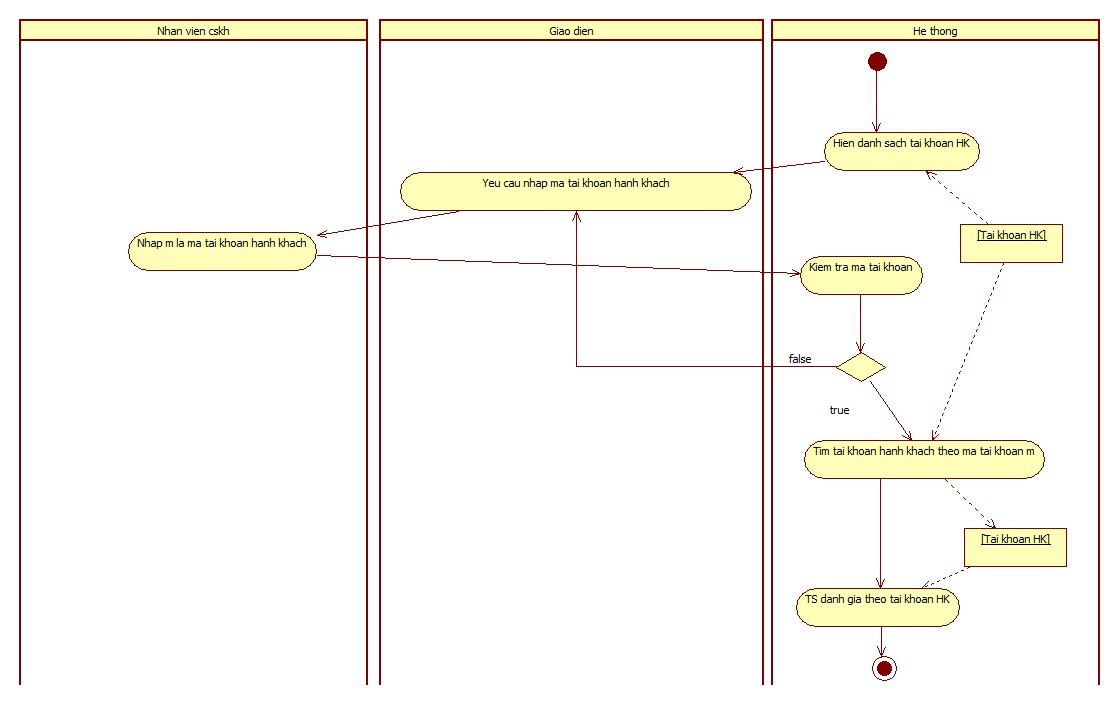 Nhan vien cskh
Giao dien
He thong
Hien danh sach tai khoan HK
Yeu cau nhap ma tai khoan hanh khach
[Tai khoan HK]
Nhap m la ma tai khoan hanh khach
Kiem tra ma tai khoan
false
true
Tim tai khoan hanh khach theo ma tai khoan m
[Tai khoan HK]
TS danh gia theo tai khoan HK